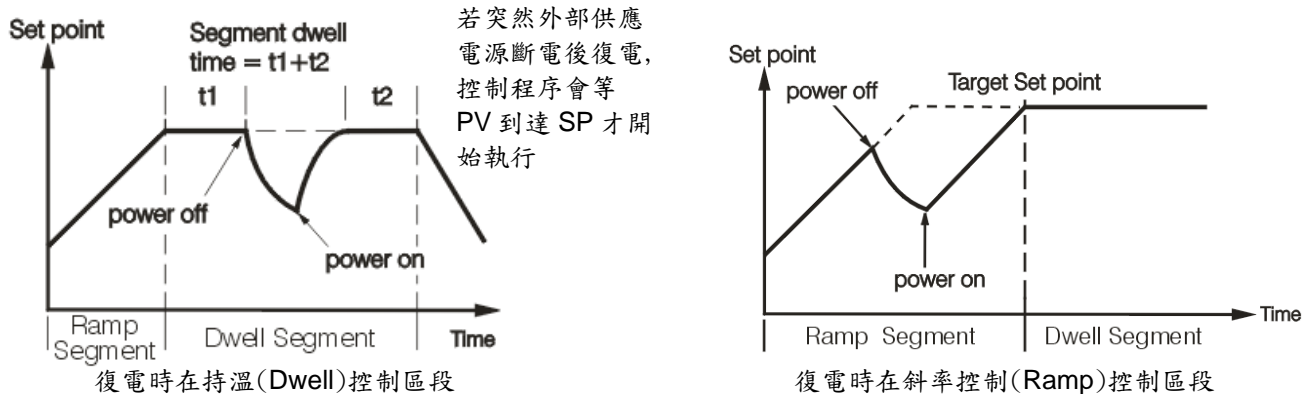 Set point
Segment dwell
time = t1+t2
t1
t2
power off
power on
Ramp
Segment
Dwell Segment
Time
復電時在持溫(Dwell)控制區段
若突然外部供應
電源斷電後復電,
控制程序會等
PV 到達 SP 才開
始執行
Set point
power off
Target Set point
power on
Time
Ramp Segment
Dwell Segment
復電時在斜率控制(Ramp)控制區段